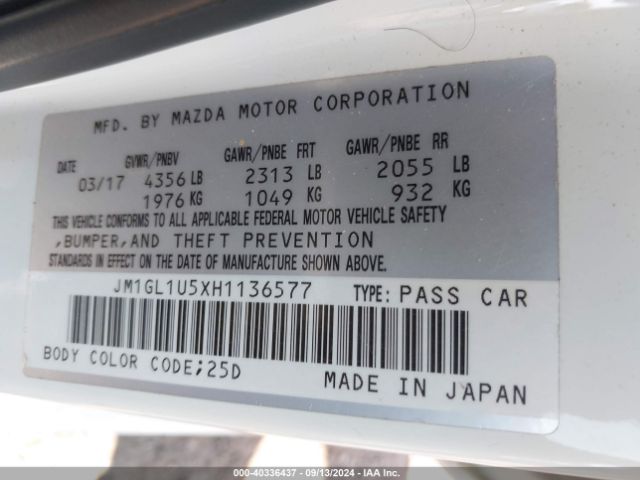 MFD. BY MAZDA MOTOR CORPORATION
DATE GVWR/PNBV GAWR/PNBE FRT GAWR/PNBE RR
03/17 4356 LB 2313 LB 2055 LB
1976 KG 1049 KG 932 KG
THIS VEHICLE CONFORMS TO ALL APPLICABLE FEDERAL MOTOR VEHICLE SAFETY
,BUMPER,AND THEFT PREVENTION
STANDARDS IN EFFECT ON THE DATE OF MANUFACTURE SHOWN ABOVE.
JM1GL1U5XH1136577 TYPE: PASS CAR
BODY COLOR CODE;25D
MADE IN JAPAN
© - 40336437 - 09/13/2024 - IAA Inc.